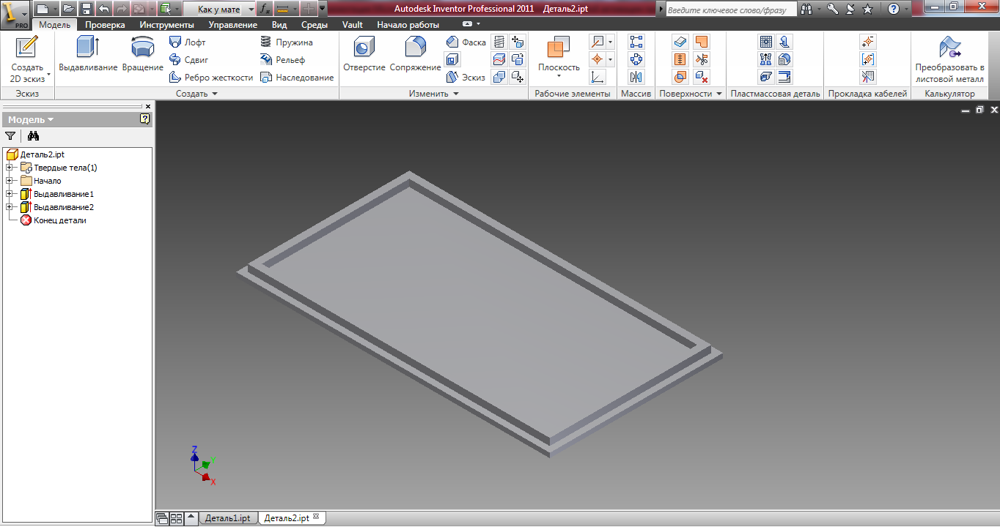 Как у мате
Autodesk Inventor Professional 2011 Деталь2.ipt
Введите ключевое слово/фразу
PRO
Модель Проверка Инструменты Управление Вид Среды Vault Начало работы
Создать
2D эскиз
Выдавливание
Вращение
Лофт
Сдвиг
Ребро жесткости
Пружина
Рельеф
Наследование
Отверстие
Сопряжение
Фаска
Эскиз
Плоскость
Преобразовать в
листовой металл
Эскиз
Создать
Изменить
Рабочие элементы
Массив
Поверхности
Пластмассовая деталь
Прокладка кабелей
Калькулятор
Модель
Деталь2.ipt
Твердые тела(1)
Начало
Выдавливание1
Выдавливание2
Конец детали
Z
Y
X
Деталь1.ipt
Деталь2.ipt